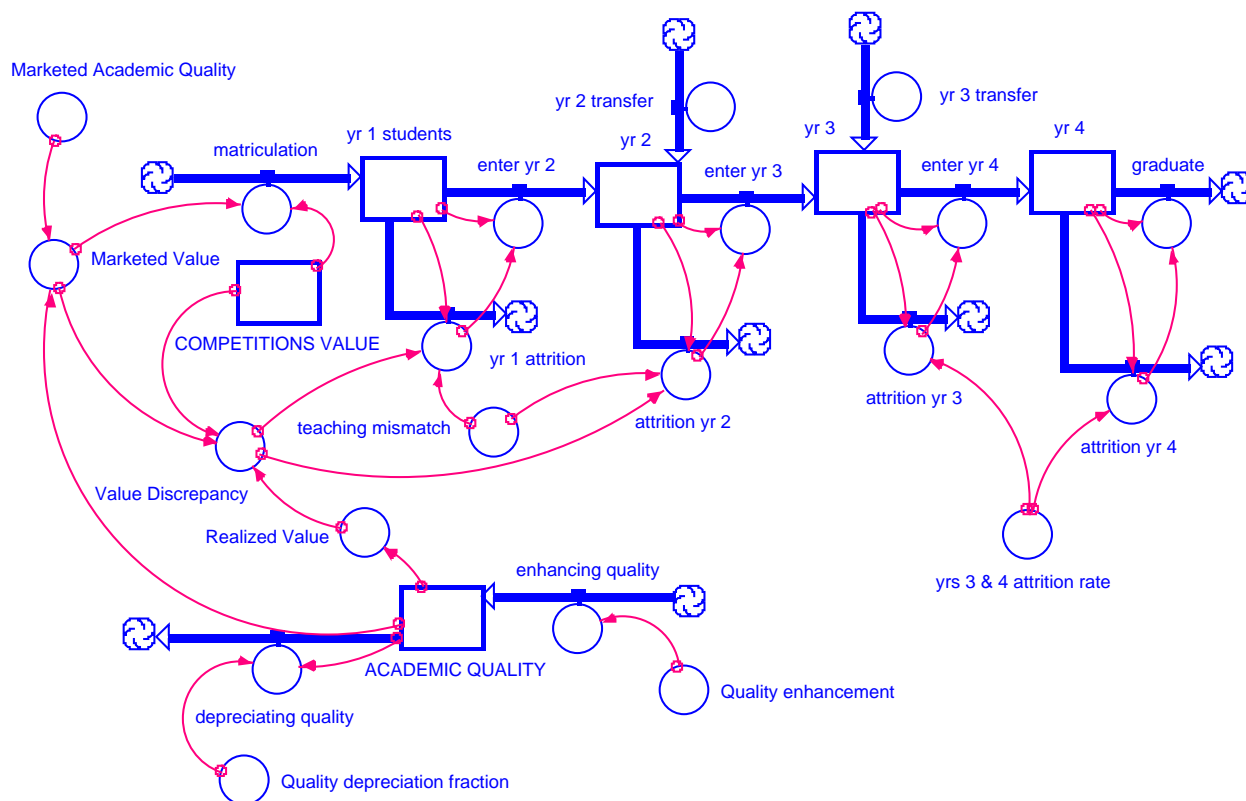 Marketed Academic Quality
yr 2 transfer
yr 3 transfer
yr 1 students
yr 2
yr 3
yr 4
matriculation
enter yr 2
enter yr 3
enter yr 4
graduate
Marketed Value
COMPETITIONS VALUE
yr 1 attrition
attrition yr 2
attrition yr 3
attrition yr 4
teaching mismatch
Value Discrepancy
Realized Value
enhancing quality
yrs 3 & 4 attrition rate
ACADEMIC QUALITY
Quality enhancement
depreciating quality
Quality depreciation fraction